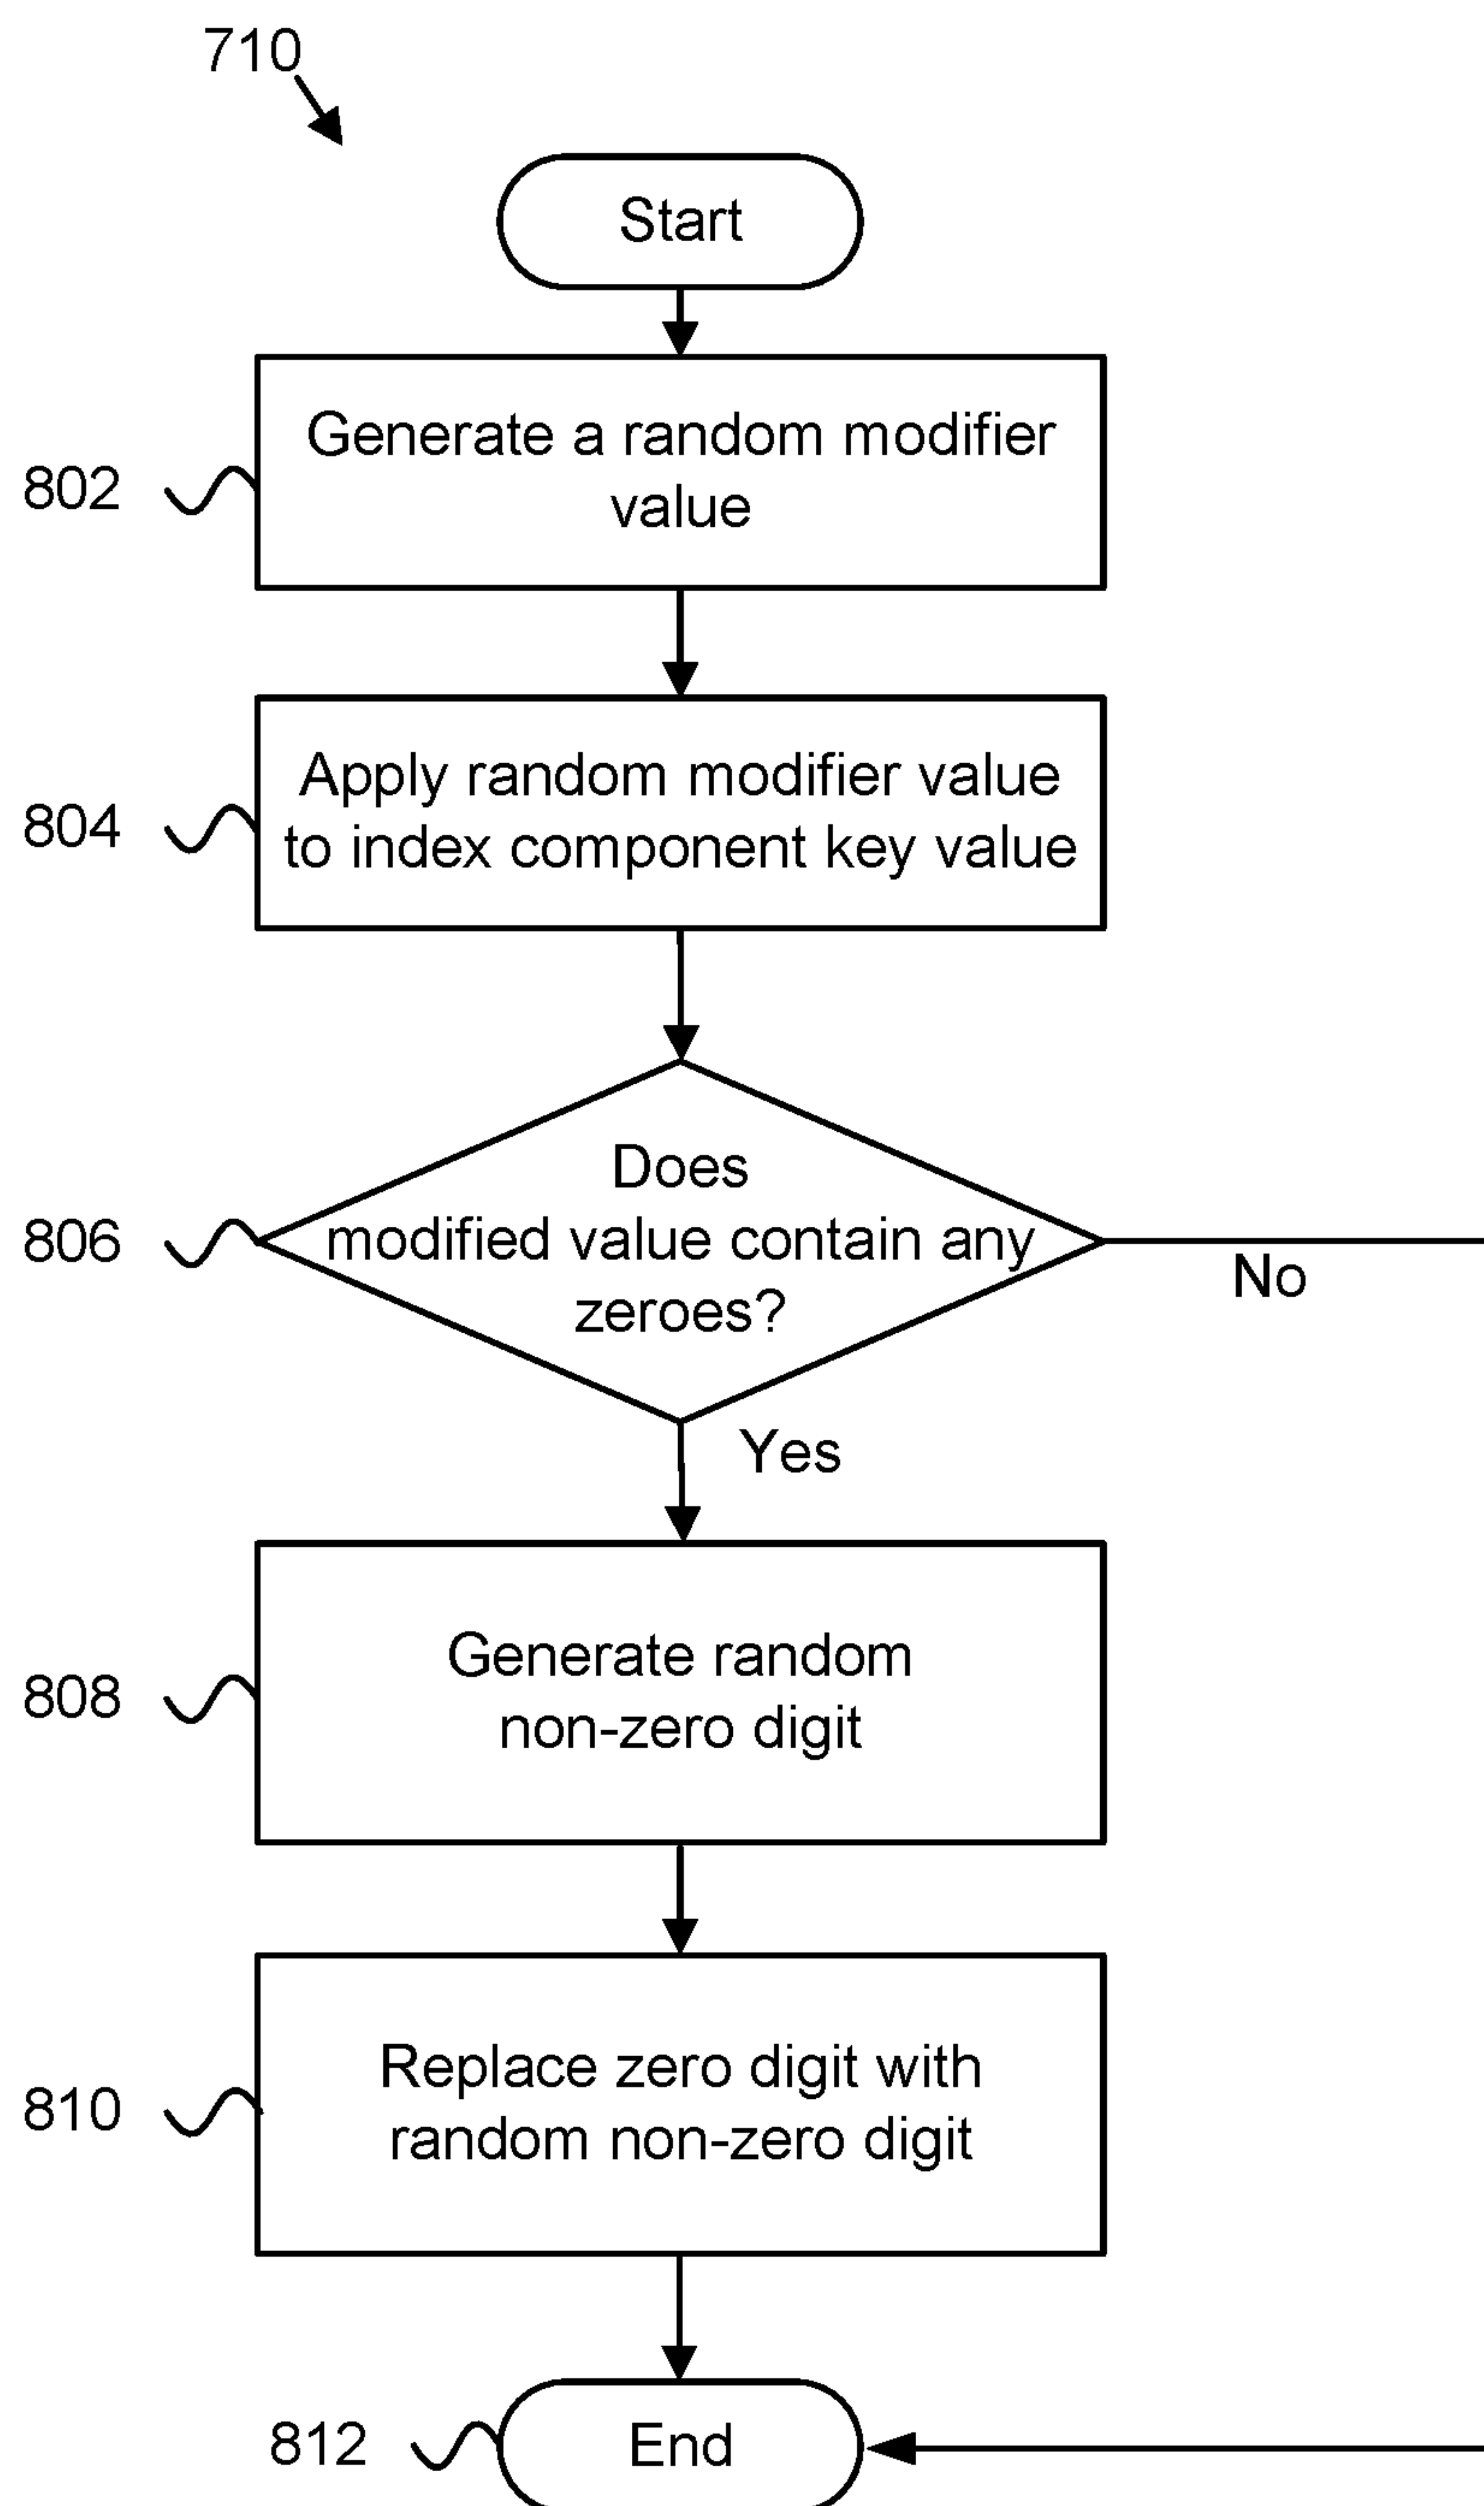 710
Start
802
Generate a random modifier
value
804
Apply random modifier value
to index component key value
806
Does
modified value contain any
zeroes?
No
Yes
808
Generate random
non-zero digit
810
Replace zero digit with
random non-zero digit
812
End